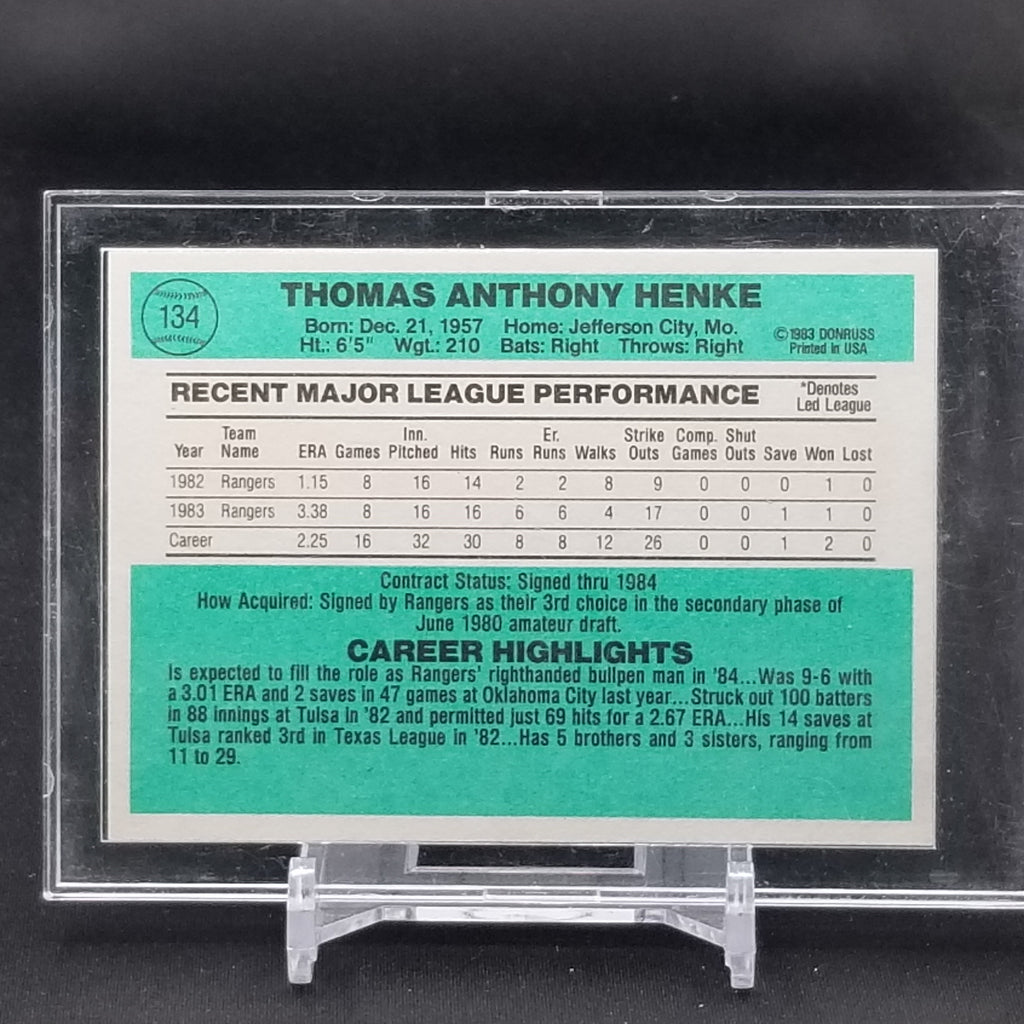 134
THOMAS ANTHONY HENKE
Born: Dec. 21, 1957 Home: Jefferson City, Mo.
Ht.: 6'5" Wgt.: 210 Bats: Right Throws: Right
©1983 DONRUSS
Printed in USA
RECENT MAJOR LEAGUE PERFORMANCE
*Denotes
Led League
Team Inn. Er. Strike Comp. Shut
Year Name ERA Games Pitched Hits Runs Runs Walks Outs Games Outs Save Won Lost
1982 Rangers 1.15 8 16 14 2 2 8 9 0 0 0 1 0
1983 Rangers 3.38 8 16 16 6 6 4 17 0 0 1 1 0
Career 2.25 16 32 30 8 8 12 26 0 0 1 2 0
Contract Status: Signed thru 1984
How Acquired: Signed by Rangers as their 3rd choice in the secondary phase of
June 1980 amateur draft.
CAREER HIGHLIGHTS
Is expected to fill the role as Rangers' righthanded bullpen man in '84...Was 9-6 with
a 3.01 ERA and 2 saves in 47 games at Oklahoma City last year...Struck out 100 batters
in 88 innings at Tulsa in '82 and permitted just 69 hits for a 2.67 ERA...His 14 saves at
Tulsa ranked 3rd in Texas League in '82...Has 5 brothers and 3 sisters, ranging from
11 to 29.